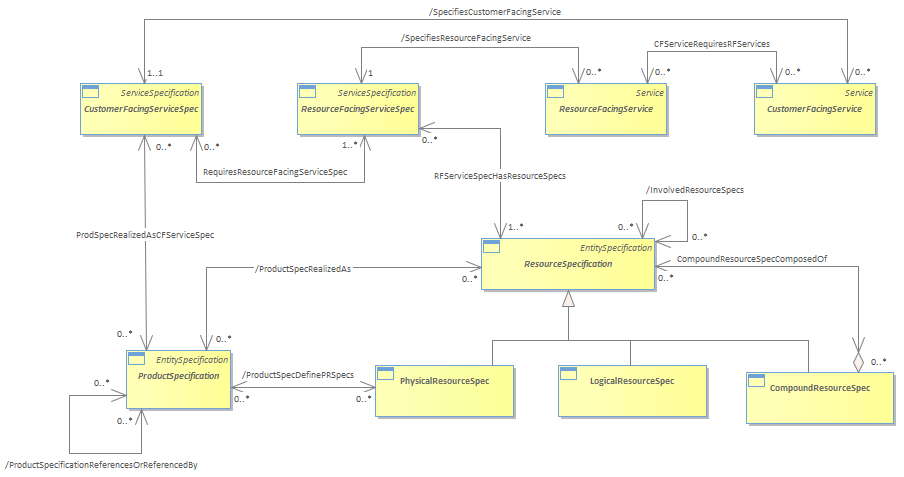 /SpecifiesCustomerFacingService
/SpecifiesResourceFacingService
CFServiceRequiresRFServices
1..1
1
0..*
0..*
0..*
0..*
ServiceSpecification
CustomerFacingServiceSpec
ServiceSpecification
ResourceFacingServiceSpec
Service
ResourceFacingService
Service
CustomerFacingService
0..*
0..*
1..*
0..*
RequiresResourceFacingServiceSpec
RFServiceSpecHasResourceSpecs
/InvolvedResourceSpecs
1..*
0..*
0..*
ProdSpecRealizedAsCFServiceSpec
EntitySpecification
ResourceSpecification
CompoundResourceSpecComposedOf
/ProductSpecRealizedAs
0..*
0..*
0..*
0..*
EntitySpecification
ProductSpecification
0..*
/ProductSpecDefinePRSpecs
PhysicalResourceSpec
LogicalResourceSpec
CompoundResourceSpec
0..*
0..*
0..*
0..*
/ProductSpecificationReferencesOrReferencedBy